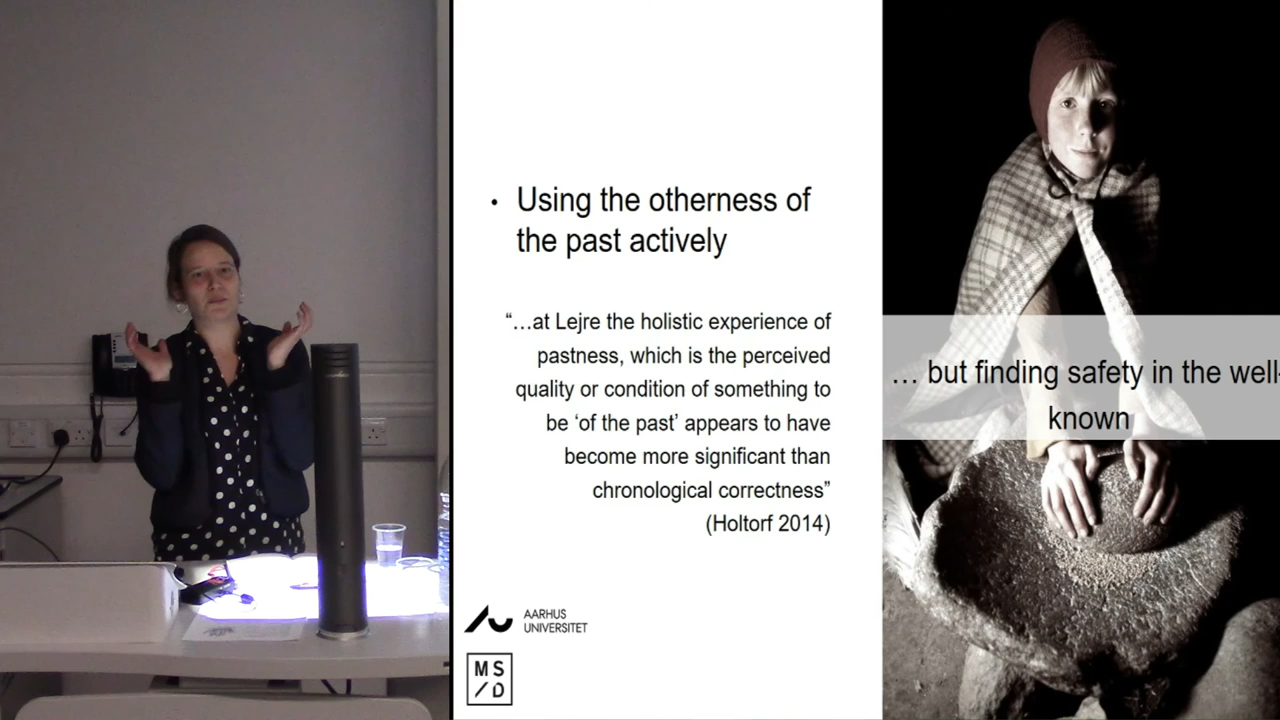 • Using the otherness of
the past actively
“…at Lejre the holistic experience of
pastness, which is the perceived
quality or condition of something to
be ‘of the past’ appears to have
become more significant than
chronological correctness”
(Holtorf 2014)
AARHUS
UNIVERSITET
MS
/D
… but finding safety in the well-
known